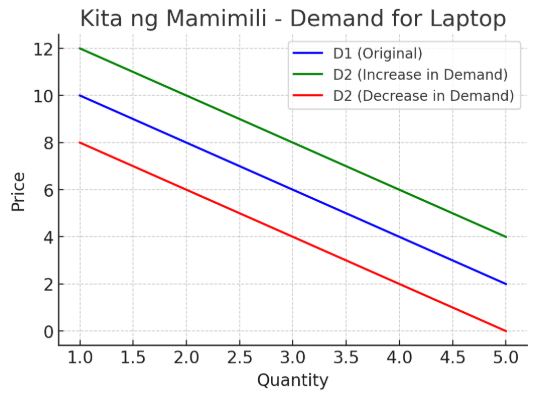 Kita ng Mamimili - Demand for Laptop
D1 (Original)
D2 (Increase in Demand)
D2 (Decrease in Demand)
Price
12
10
8
6
4
2
0
1.0 1.5 2.0 2.5 3.0 3.5 4.0 4.5 5.0
Quantity